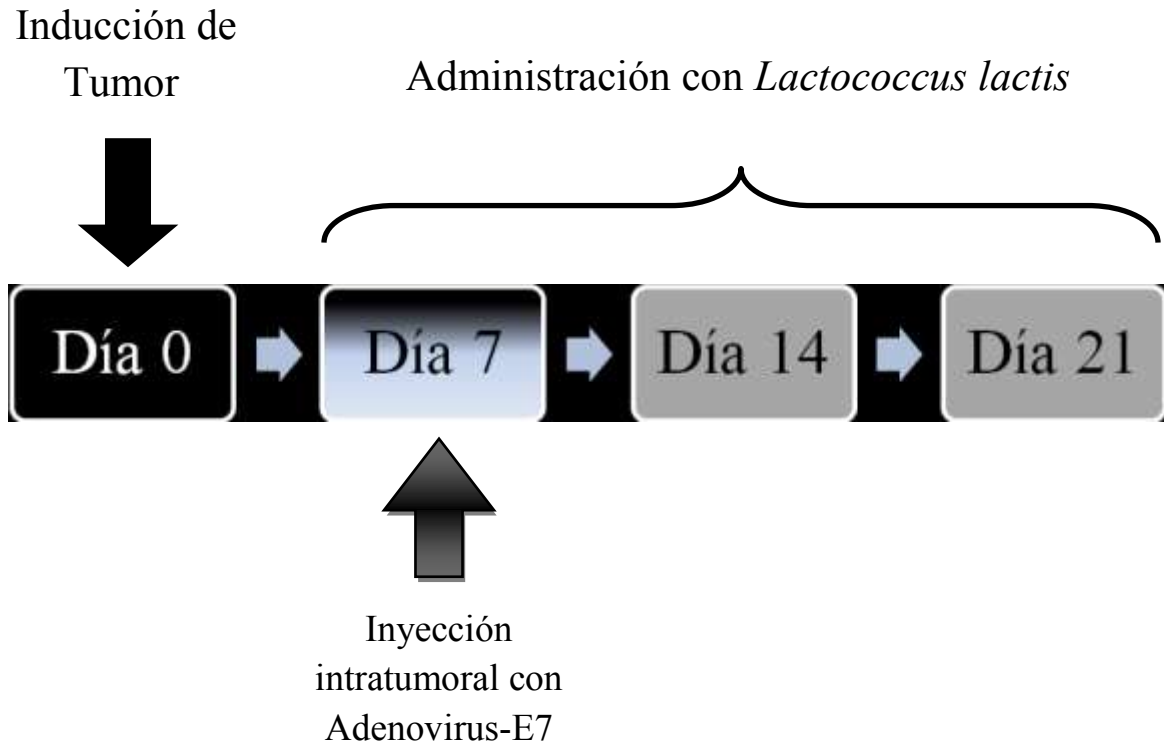 Inducción de
Tumor
Administración con Lactococcus lactis
Día 0
Día 7
Día 14
Día 21
Inyección
intratumoral con
Adenovirus-E7